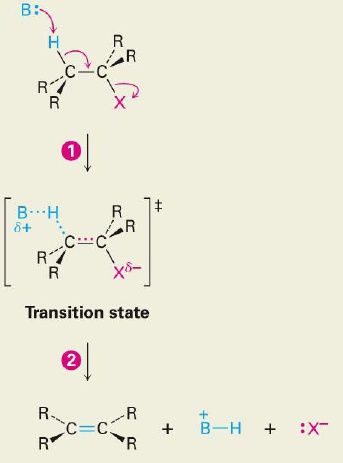 B:
H R
R
C—C
R
R X
1
B···H ‡
δ+ R
R
C=C
R
R Xδ−
Transition state
2
R R +
C=C + B—H + :X−
R R